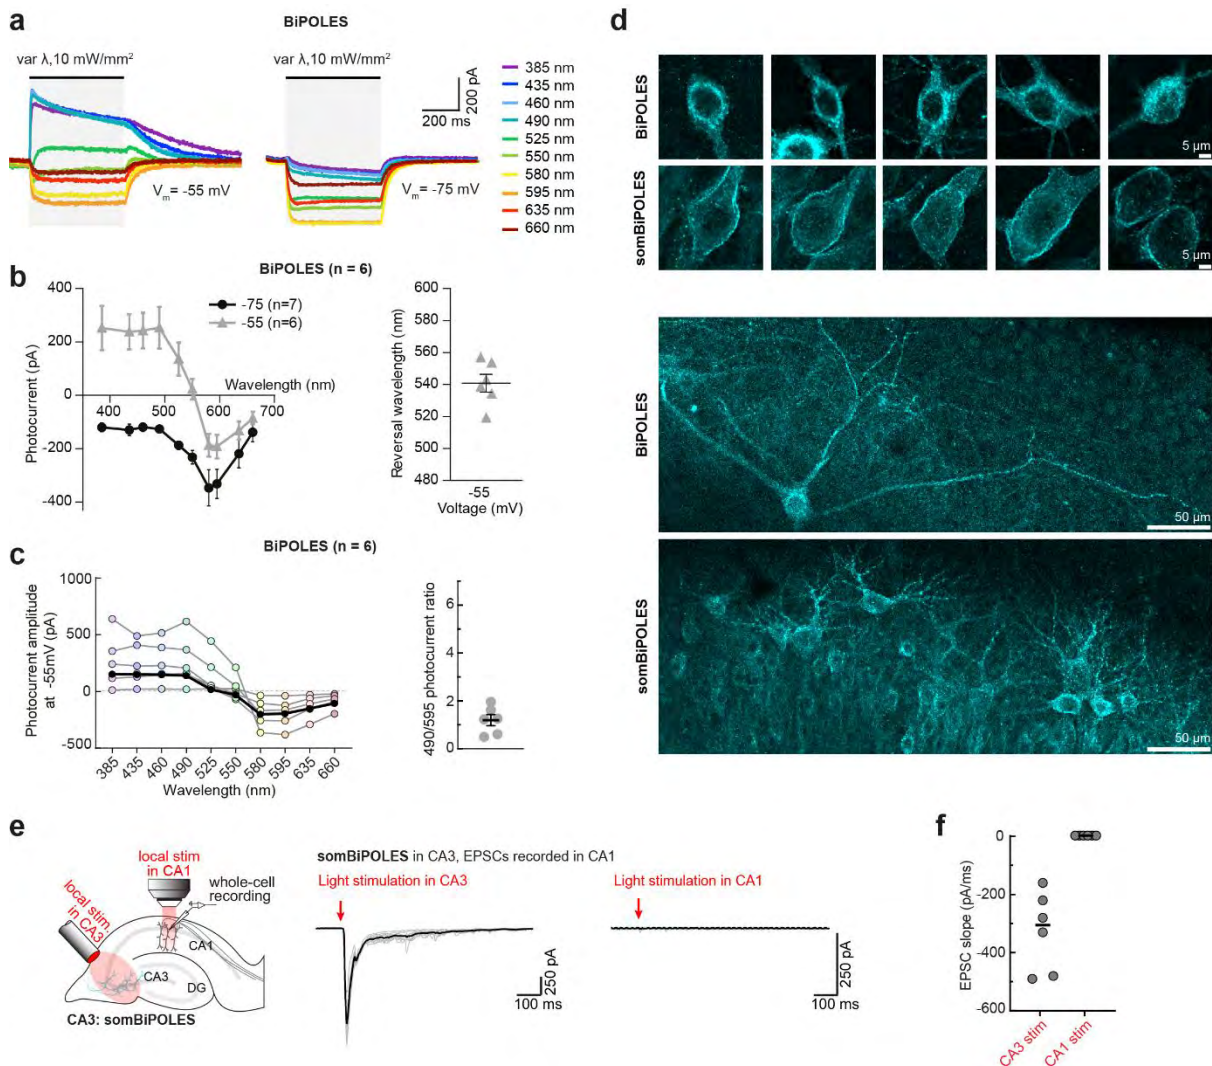 a
BiPOLES
var λ,10 mW/mm²
var λ,10 mW/mm²
200 pA
200 ms
Vm= -55 mV
Vm= -75 mV
385 nm
435 nm
460 nm
490 nm
525 nm
550 nm
580 nm
595 nm
635 nm
660 nm
b
BiPOLES (n = 6)
400
200
0
-200
-400
Photocurrent (pA)
-75 (n=7)
-55 (n=6)
Wavelength (nm)
400
500
600
700
600
580
560
540
520
500
480
Reversal wavelength (nm)
-55
Voltage (mV)
c
BiPOLES (n = 6)
1000
500
0
-500
Photocurrent amplitude
at -55mV (pA)
385
435
460
490
525
550
580
595
635
660
Wavelength (nm)
6
4
2
0
490/595 photocurrent ratio
d
BiPOLES
5 µm
somBiPOLES
5 µm
BiPOLES
50 µm
somBiPOLES
50 µm
e
local stim
in CA1
whole-cell
recording
local stim.
in CA3
CA1
CA3
DG
CA3: somBiPOLES
somBiPOLES in CA3, EPSCs recorded in CA1
Light stimulation in CA3
Light stimulation in CA1
250 pA
100 ms
250 pA
100 ms
f
0
-200
-400
-600
EPSC slope (pA/ms)
CA3 stim
CA1 stim